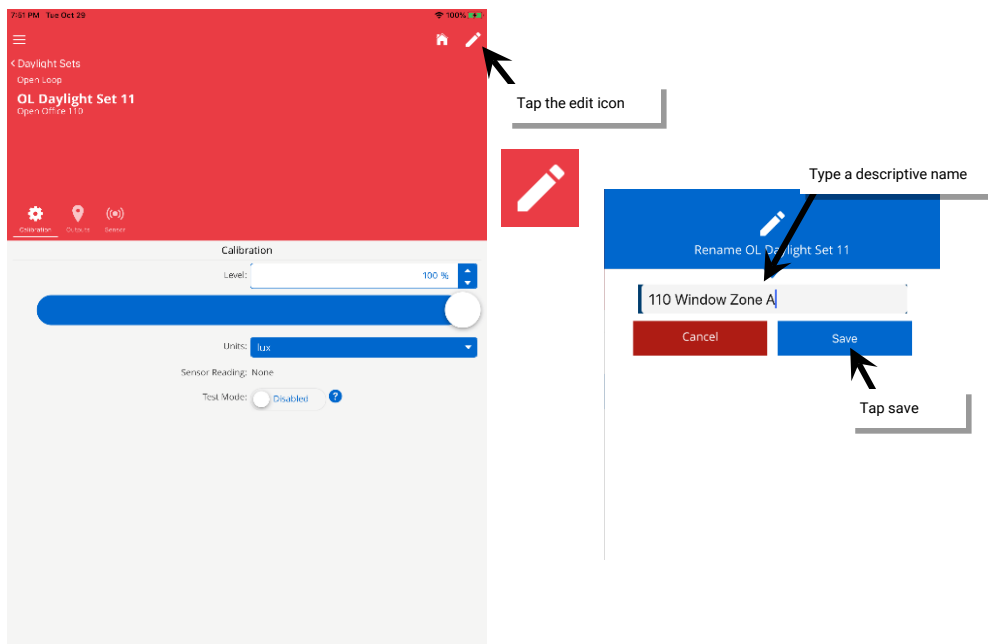 7:51 PM Tue Oct 29
100%
Daylight Sets
Open Loop
OL Daylight Set 11
Open Office 110
Calibration
Outputs
Sensor
Calibration
Level:
100 %
Units:
lux
Sensor Reading: None
Test Mode:
Disabled
?
Tap the edit icon
Type a descriptive name
Rename OL Daylight Set 11
110 Window Zone A
Cancel
Save
Tap save